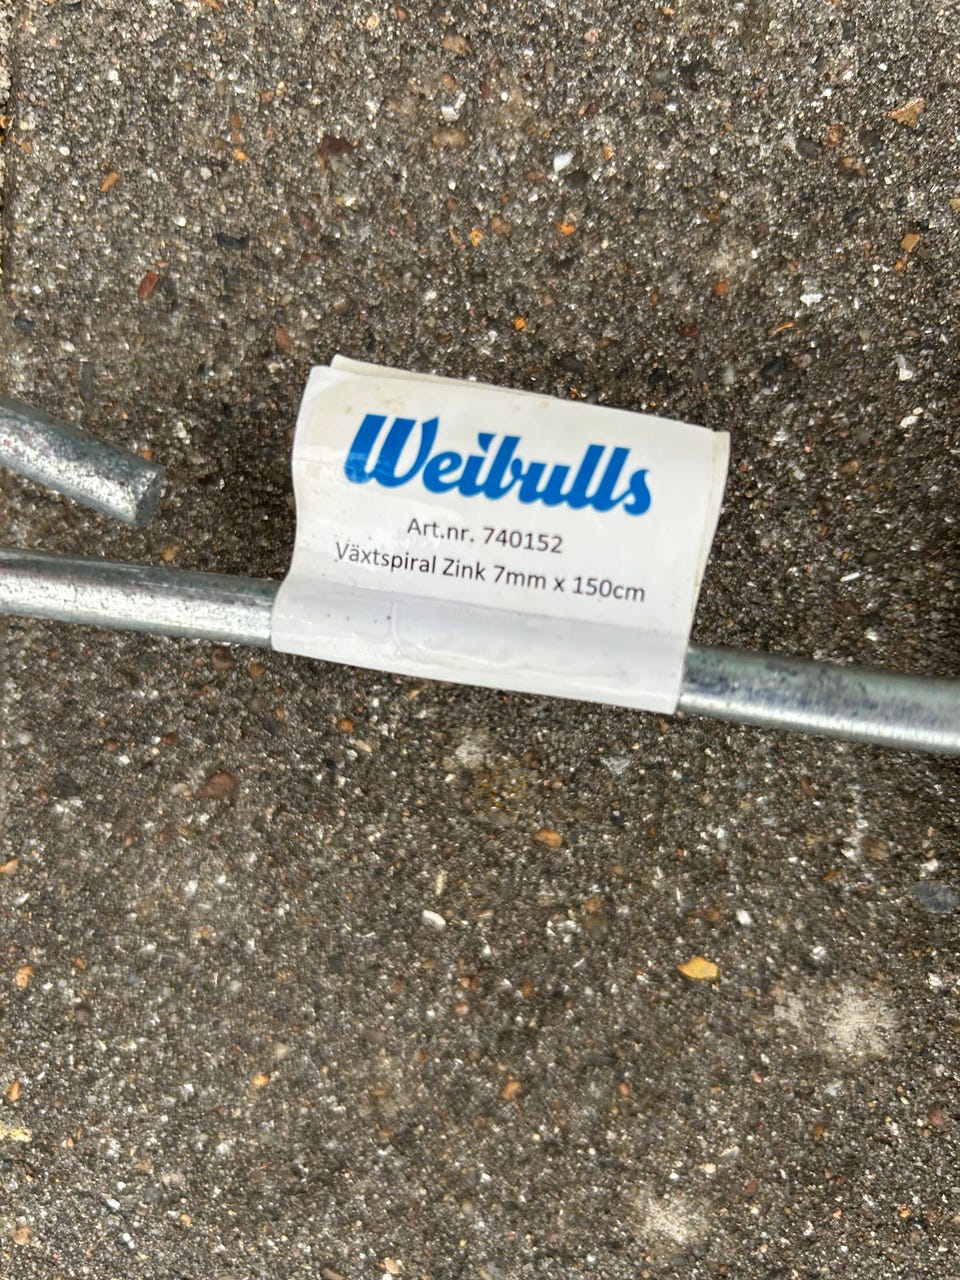 Weibulls
Art.nr. 740152
Växtspiral Zink 7mm x 150cm